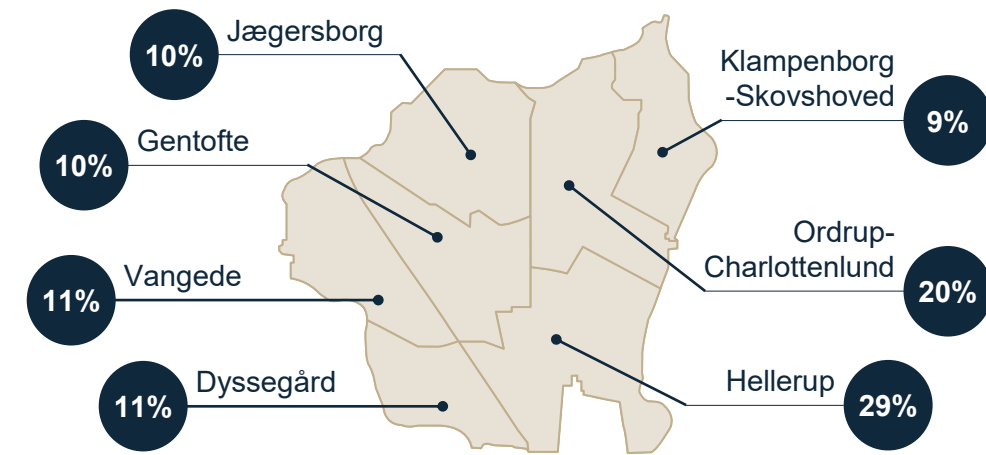 Jægersborg
10%
Gentofte
10%
Vangede
11%
Dyssegård
11%
Klampenborg
-Skovshoved
9%
Ordrup-
Charlottenlund
20%
Hellerup
29%